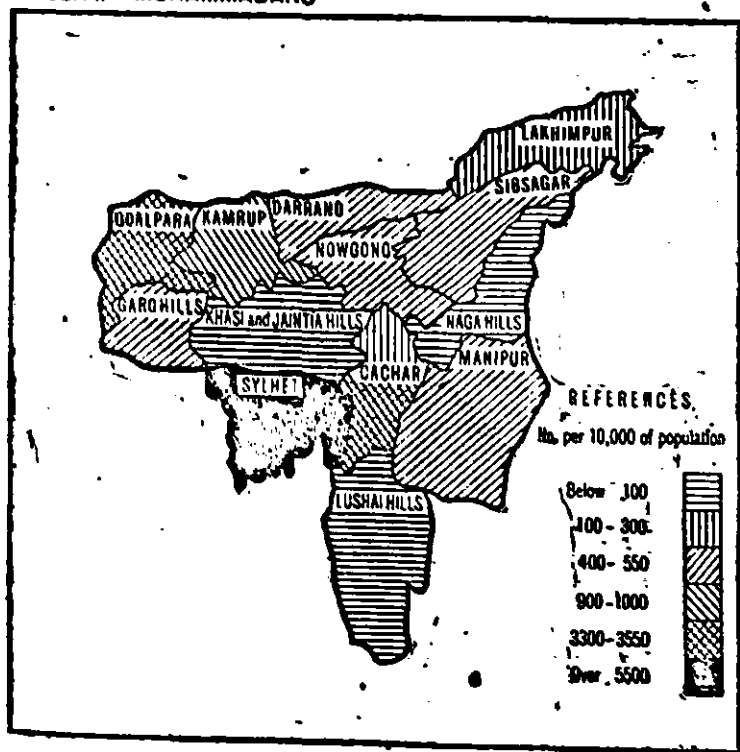 LAKHIMPUR
SIBSAGAR
GOALPARA
KAMRUP
DARRANG
NOWGONG
GARO HILLS
KHASI and JAINTIA HILLS
NAGA HILLS
MANIPUR
CACHAR
SYLHET
LUSHAI HILLS
REFERENCES
No. per 10,000 of population
Below 100
100-300
400-550
900-1000
3300-3550
Over 5500